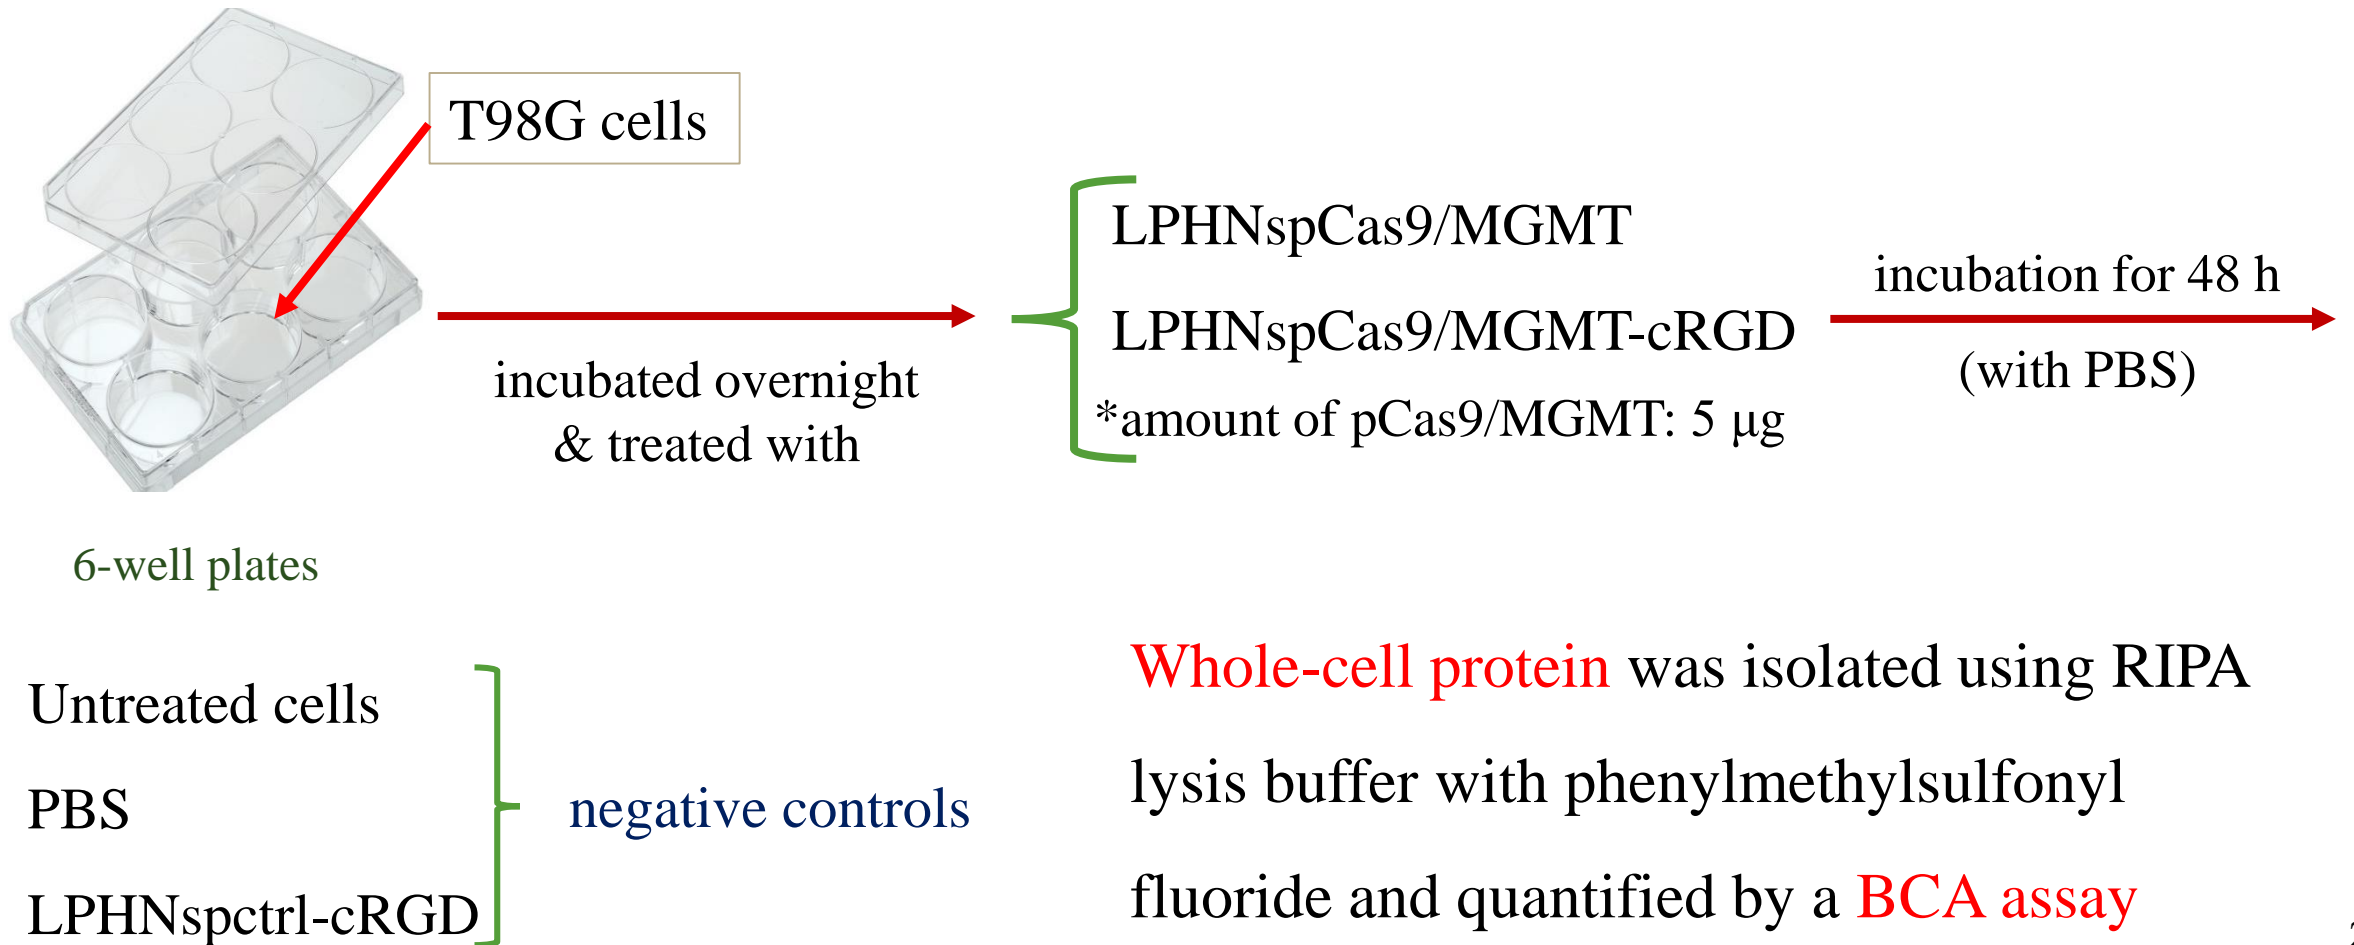 T98G cells
incubated overnight
& treated with
LPHNspCas9/MGMT
LPHNspCas9/MGMT-cRGD
*amount of pCas9/MGMT: 5 μg
incubation for 48 h
(with PBS)
6-well plates
Untreated cells
PBS
LPHNspctrl-cRGD
negative controls
Whole-cell protein was isolated using RIPA
lysis buffer with phenylmethylsulfonyl
fluoride and quantified by a BCA assay